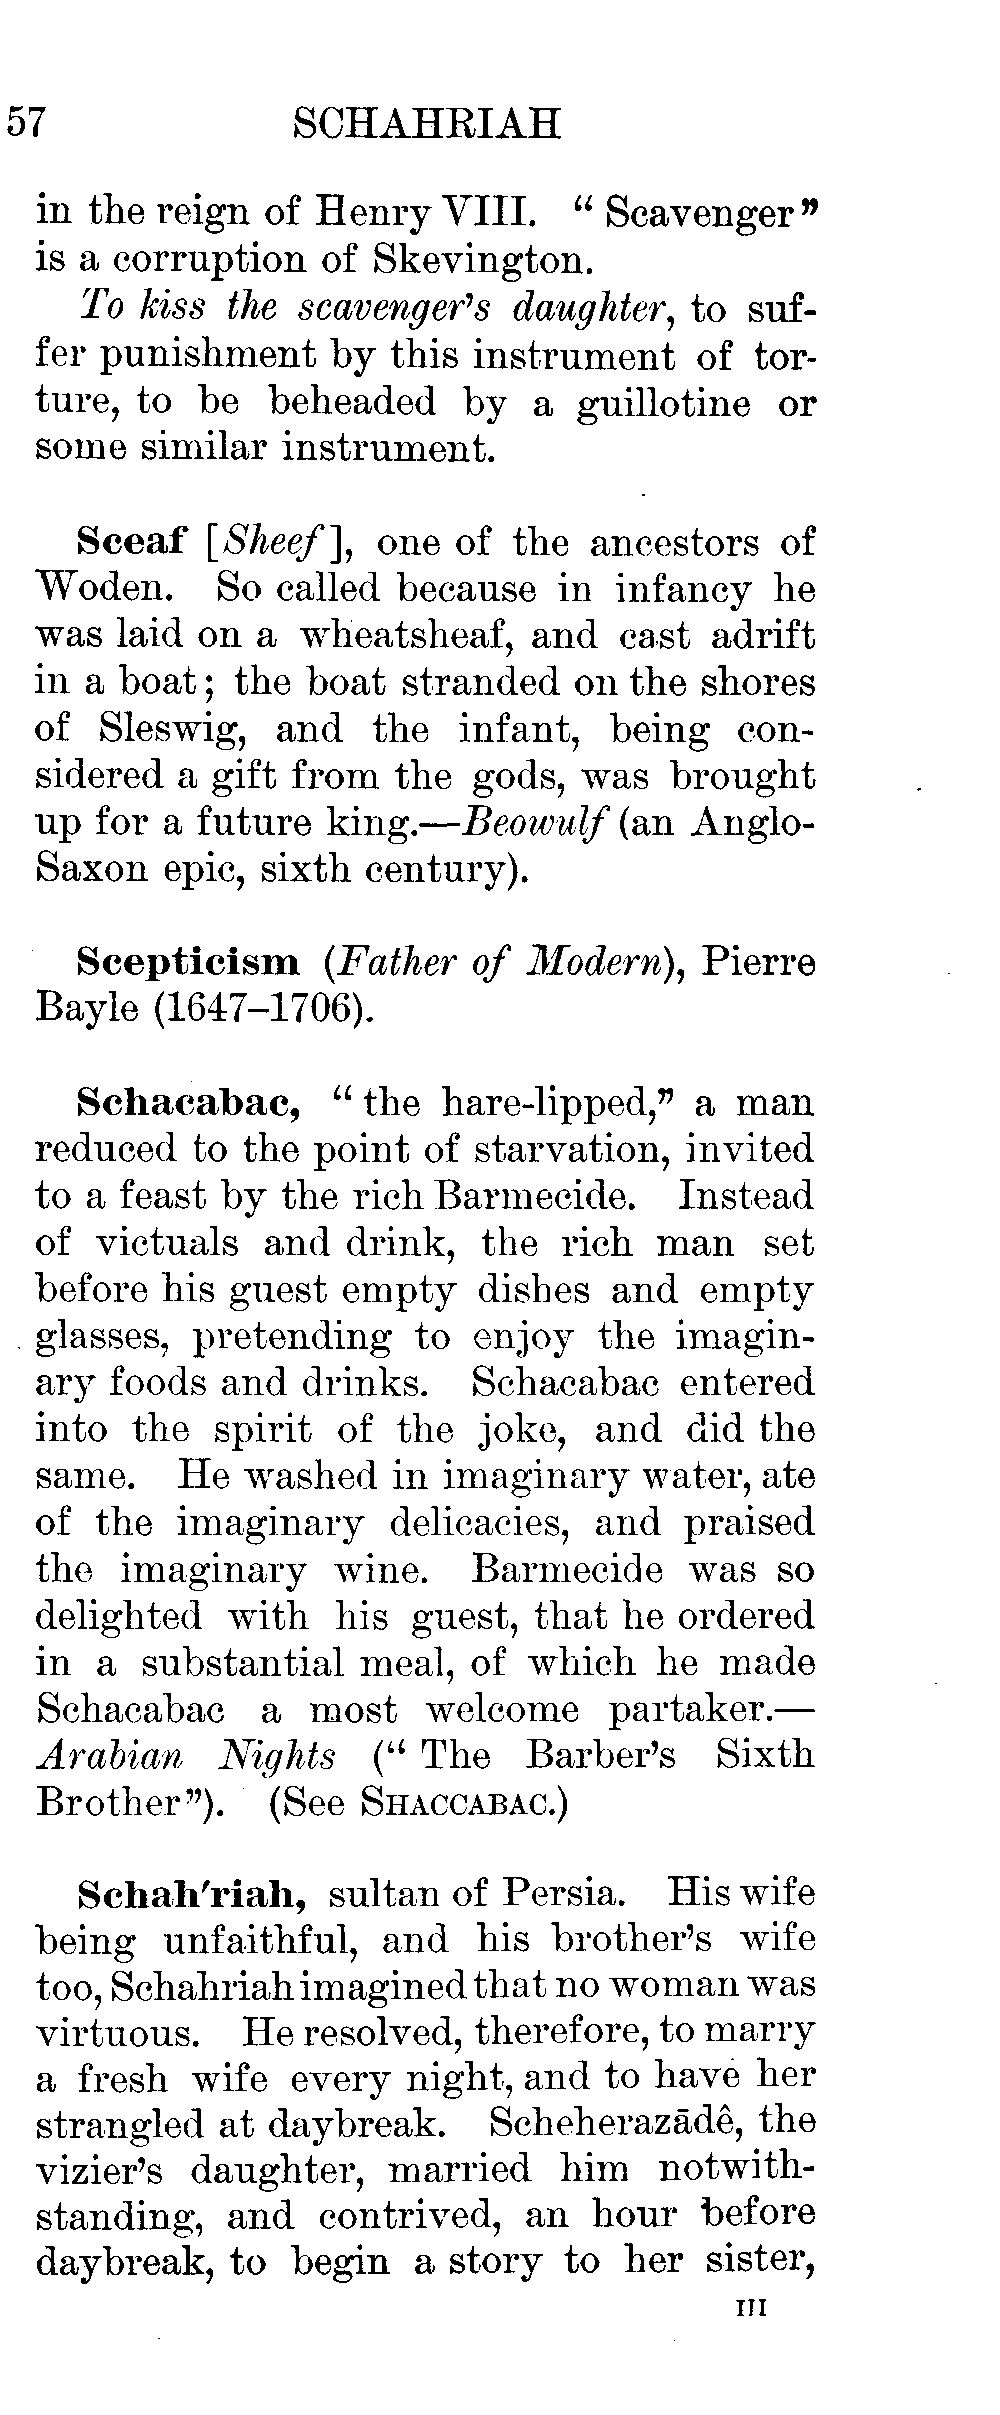 57 SCHAHRIAH
in the reign of Henry VIII. “ Scavenger”
is a corruption of Skevington.
To kiss the scavenger’s daughter, to suf-
fer punishment by this instrument of tor-
ture, to be beheaded by a guillotine or
some similar instrument.
Sceaf [Sheef], one of the ancestors of
Woden. So called because in infancy he
was laid on a wheatsheaf, and cast adrift
in a boat; the boat stranded on the shores
of Sleswig, and the infant, being con-
sidered a gift from the gods, was brought
up for a future king.—Beowulf (an Anglo-
Saxon epic, sixth century).
Scepticism (Father of Modern), Pierre
Bayle (1647–1706).
Schacabac, “ the hare-lipped,” a man
reduced to the point of starvation, invited
to a feast by the rich Barmecide. Instead
of victuals and drink, the rich man set
before his guest empty dishes and empty
glasses, pretending to enjoy the imagin-
ary foods and drinks. Schacabac entered
into the spirit of the joke, and did the
same. He washed in imaginary water, ate
of the imaginary delicacies, and praised
the imaginary wine. Barmecide was so
delighted with his guest, that he ordered
in a substantial meal, of which he made
Schacabac a most welcome partaker.—
Arabian Nights (“ The Barber’s Sixth
Brother”). (See SHACCABAC.)
Schah′riah, sultan of Persia. His wife
being unfaithful, and his brother’s wife
too, Schahriah imagined that no woman was
virtuous. He resolved, therefore, to marry
a fresh wife every night, and to have her
strangled at daybreak. Scheherazādê, the
vizier’s daughter, married him notwith-
standing, and contrived, an hour before
daybreak, to begin a story to her sister,
III